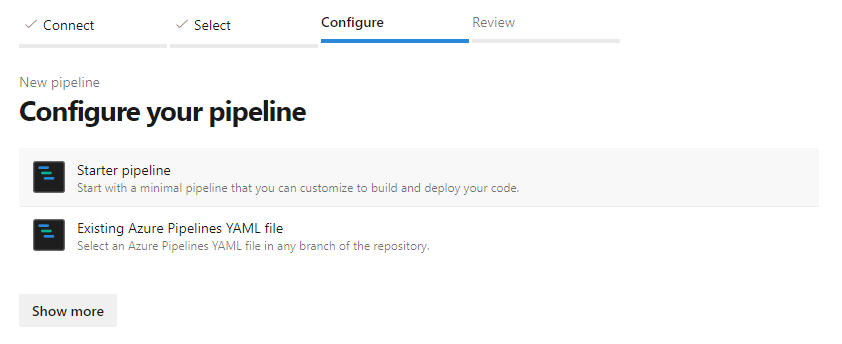 Connect
Select
Configure
Review
New pipeline
Configure your pipeline
Starter pipeline
Start with a minimal pipeline that you can customize to build and deploy your code.
Existing Azure Pipelines YAML file
Select an Azure Pipelines YAML file in any branch of the repository.
Show more